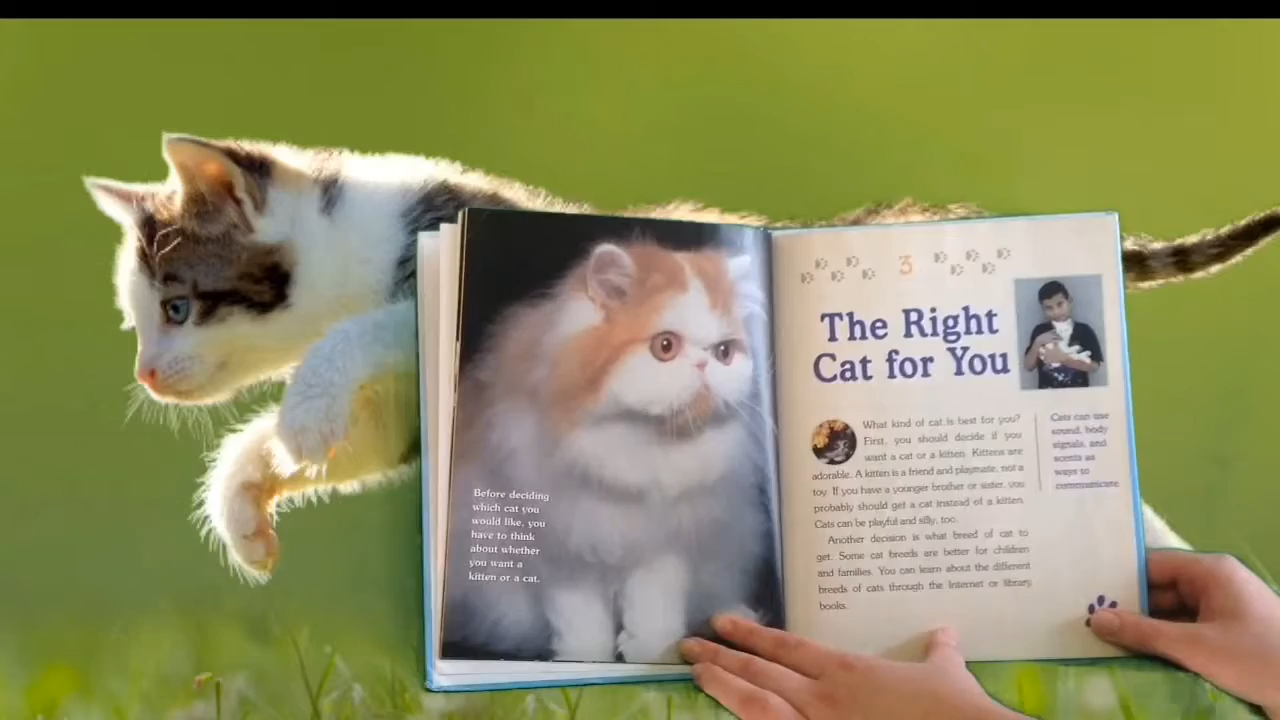 Before deciding
which cat you
would like, you
have to think
about whether
you want a
kitten or a cat.
3
The Right
Cat for You
What kind of cat is best for you?
First, you should decide if you
want a cat or a kitten. Kittens are
adorable. A kitten is a friend and playmate, not a
toy. If you have a younger brother or sister, you
probably should get a cat instead of a kitten.
Cats can be playful and silly, too.
Another decision is what breed of cat to
get. Some cat breeds are better for children
and families. You can learn about the different
breeds of cats through the Internet or library
books.
Cats can use
sound, body
signals, and
scents as
ways to
communicate.